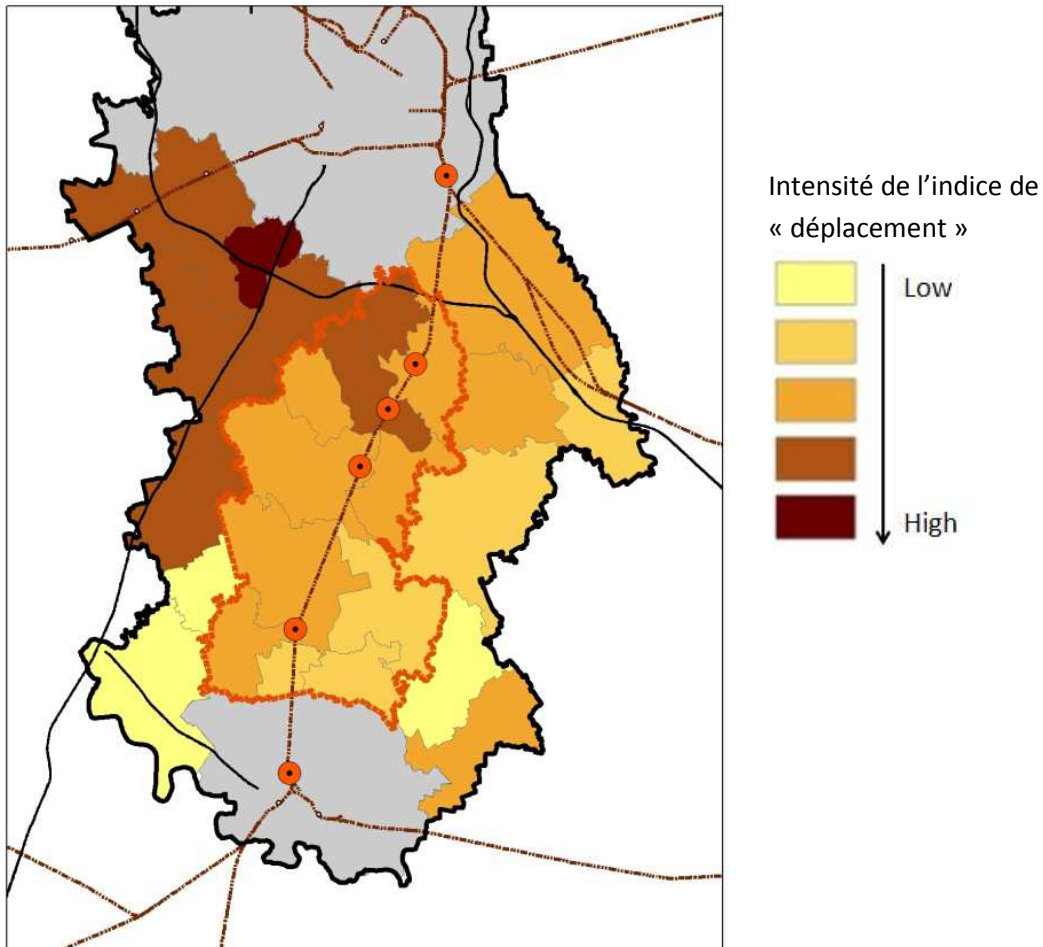 Intensité de l’indice de
« déplacement »
Low
High